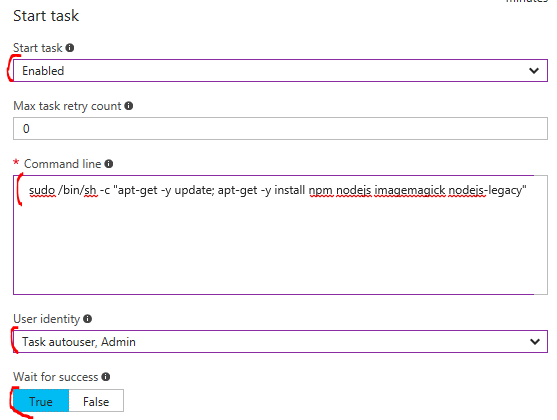 minutes
Start task
Start task
Enabled
Max task retry count
0
* Command line
sudo /bin/sh -c "apt-get -y update; apt-get -y install npm nodejs imagemagick nodejs-legacy"
User identity
Task autouser, Admin
Wait for success
True False